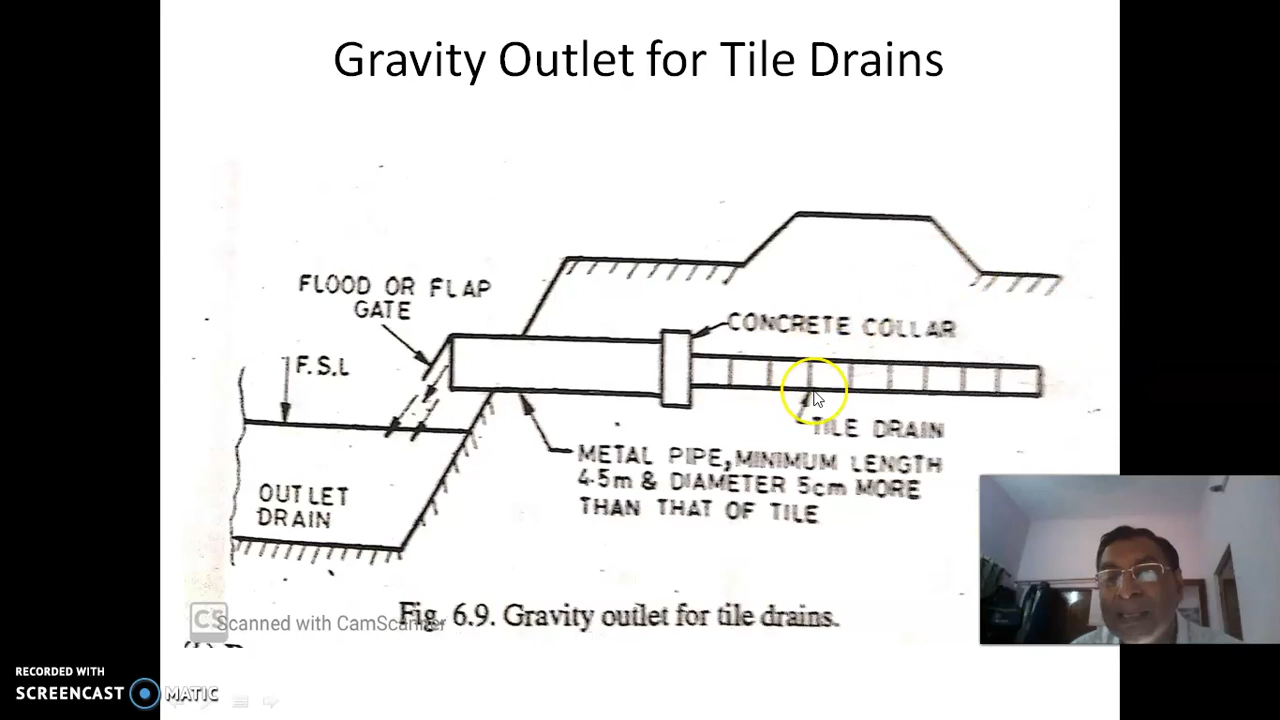 Gravity Outlet for Tile Drains
FLOOD OR FLAP
GATE
F.S.L
CONCRETE COLLAR
TILE DRAIN
METAL PIPE, MINIMUM LENGTH
4.5m & DIAMETER 5cm MORE
THAN THAT OF TILE
OUTLET
DRAIN
Fig. 6.9. Gravity outlet for tile drains.
CS Scanned with CamScanner
RECORDED WITH
SCREENCAST MATIC